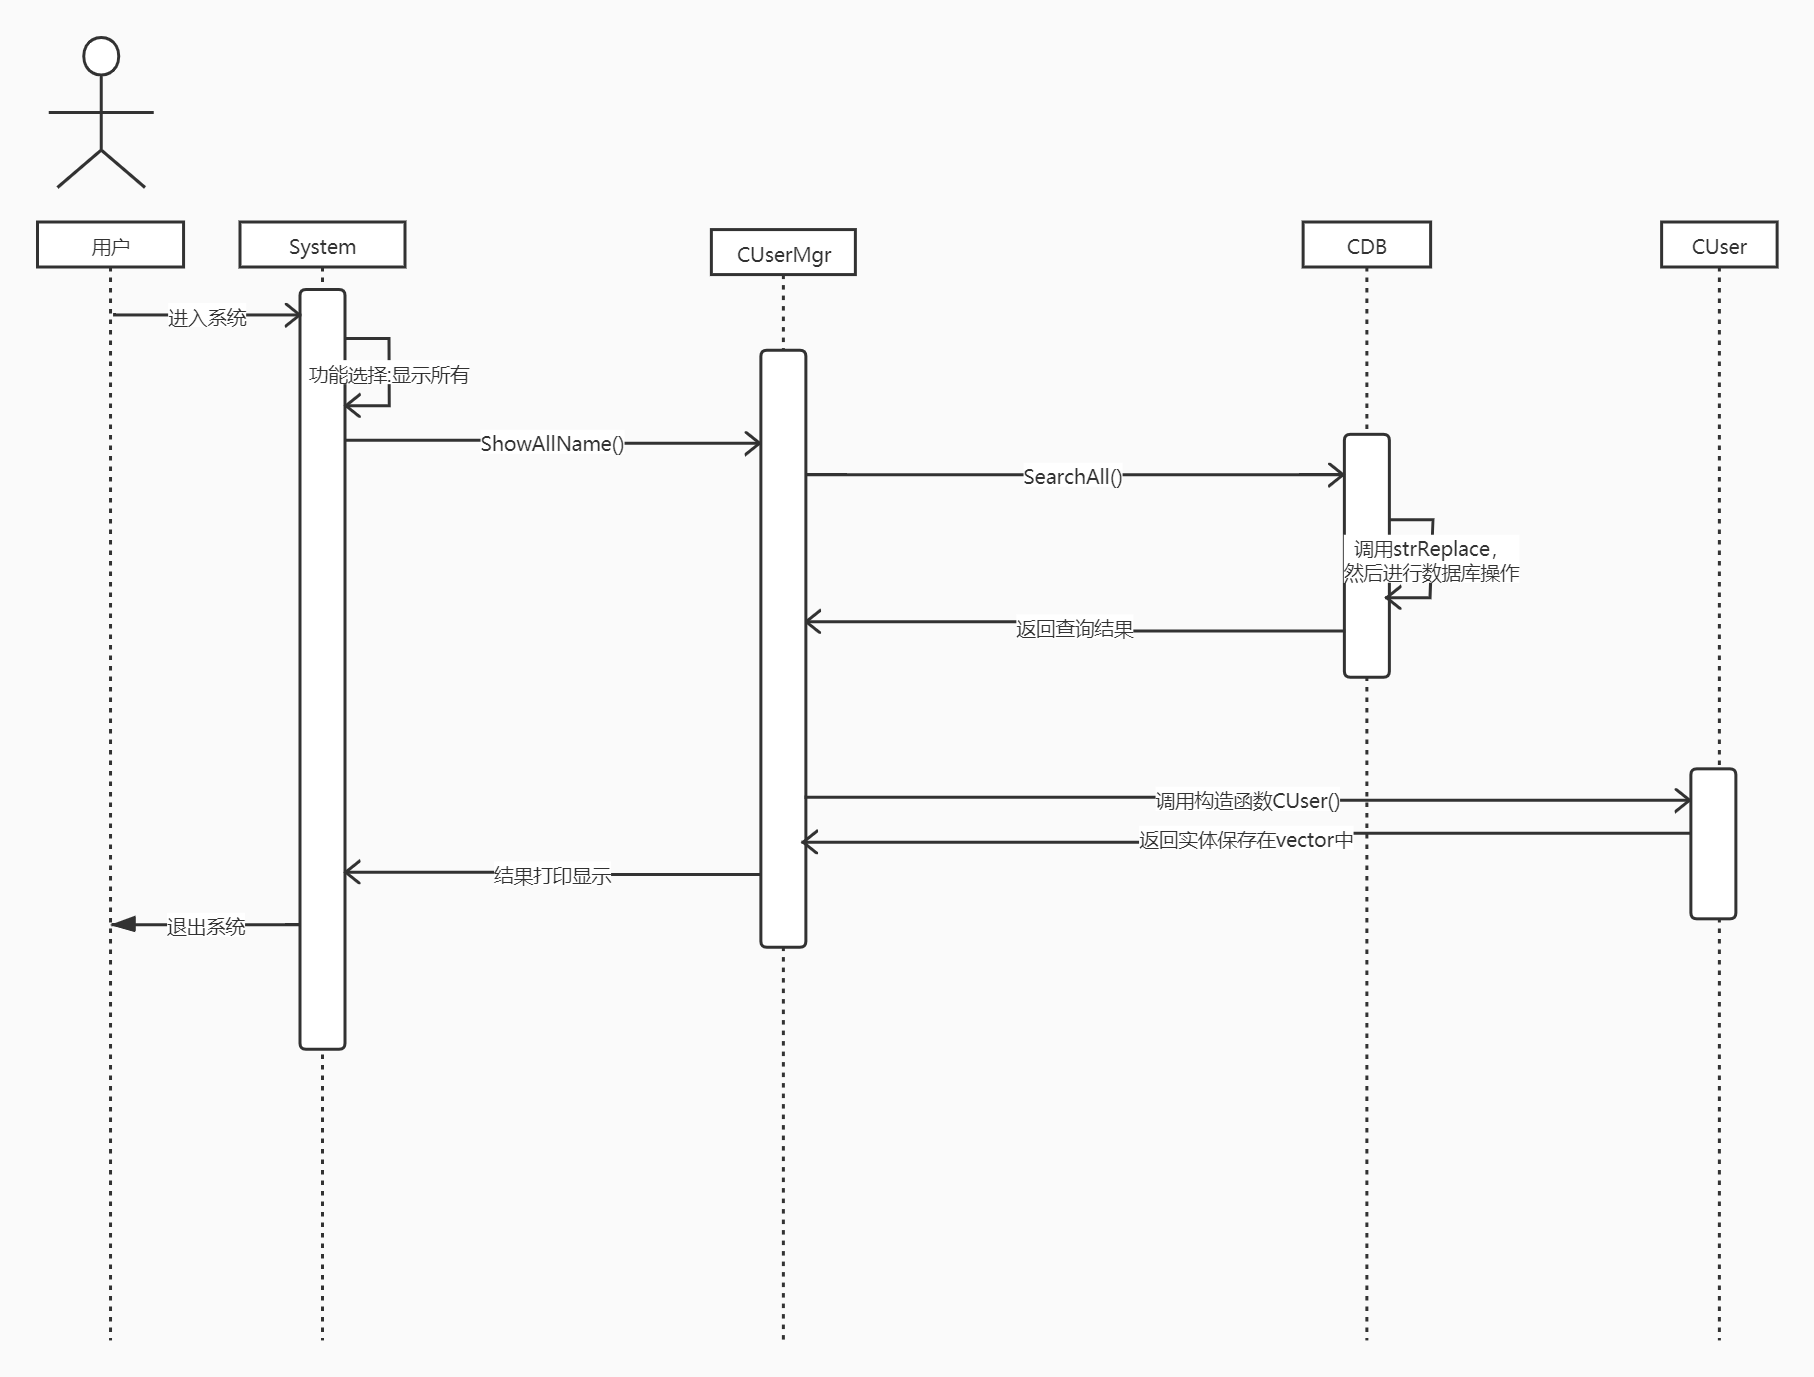 用户
System
CUserMgr
CDB
CUser
进入系统
功能选择:显示所有
ShowAllName()
SearchAll()
调用strReplace，
然后进行数据库操作
返回查询结果
调用构造函数CUser()
返回实体保存在vector中
结果打印显示
退出系统